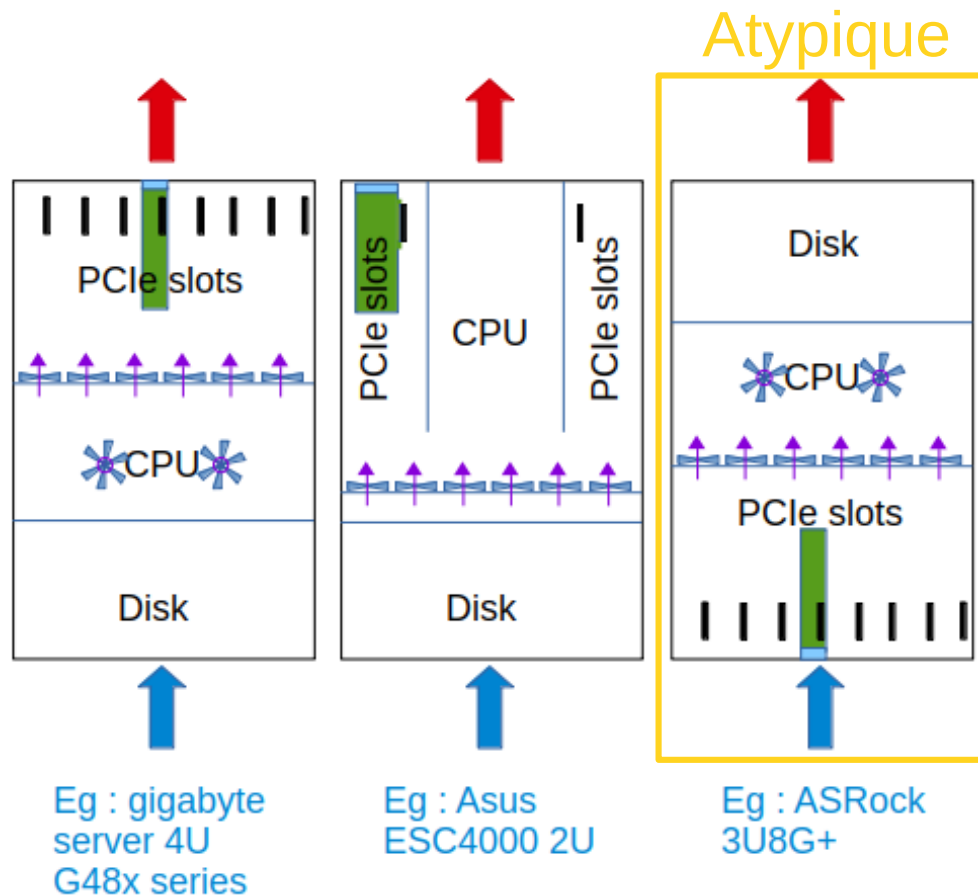 Atypique
PCIe slots
CPU
Disk
PCIe slots
CPU
PCIe slots
Disk
Disk
CPU
PCIe slots
Eg : gigabyte
server 4U
G48x series
Eg : Asus
ESC4000 2U
Eg : ASRock
3U8G+